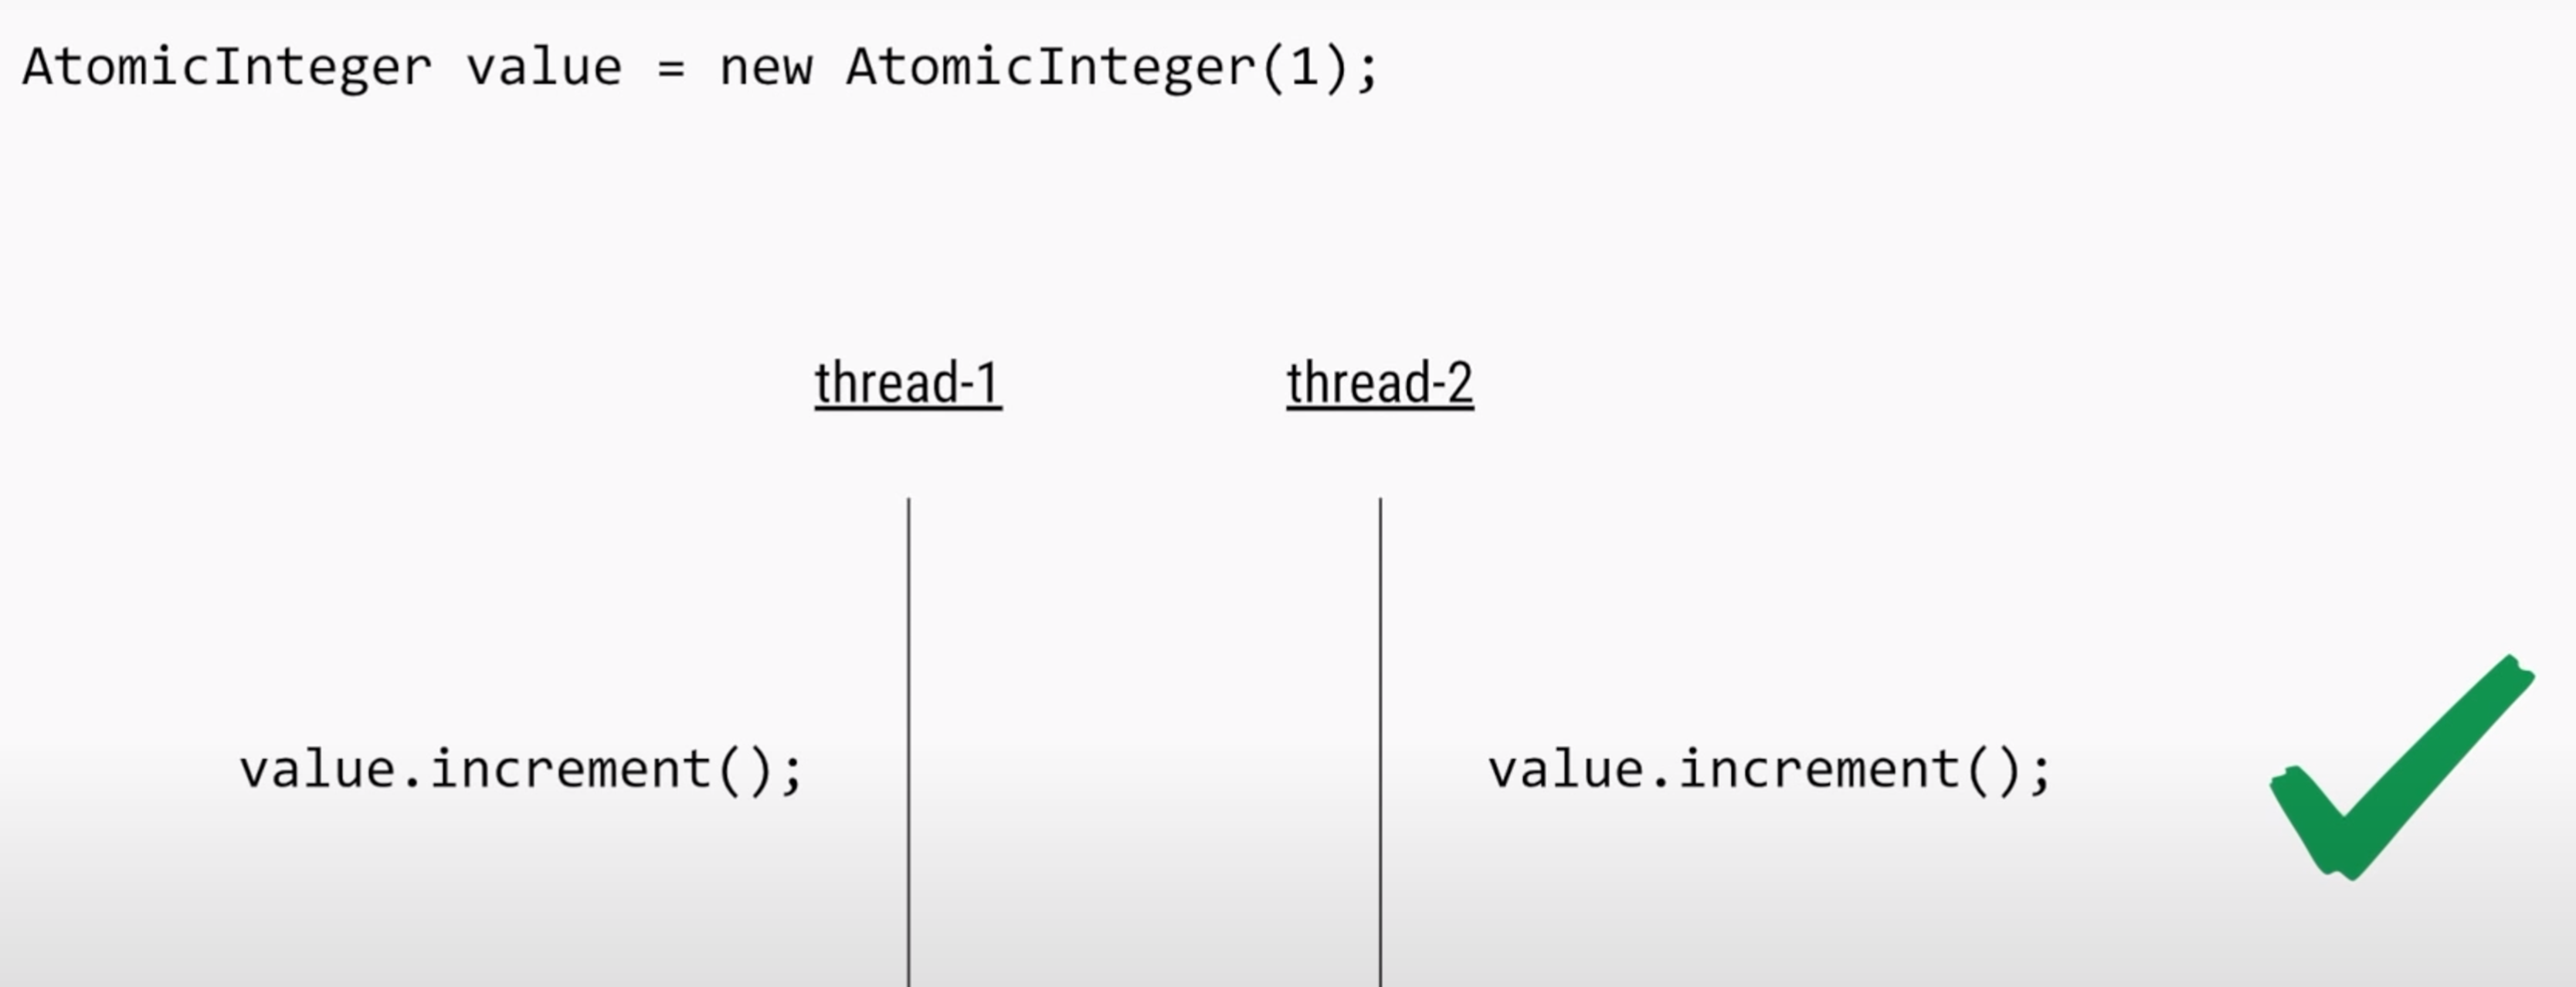 AtomicInteger value = new AtomicInteger(1);
thread-1 thread-2
value.increment(); value.increment();